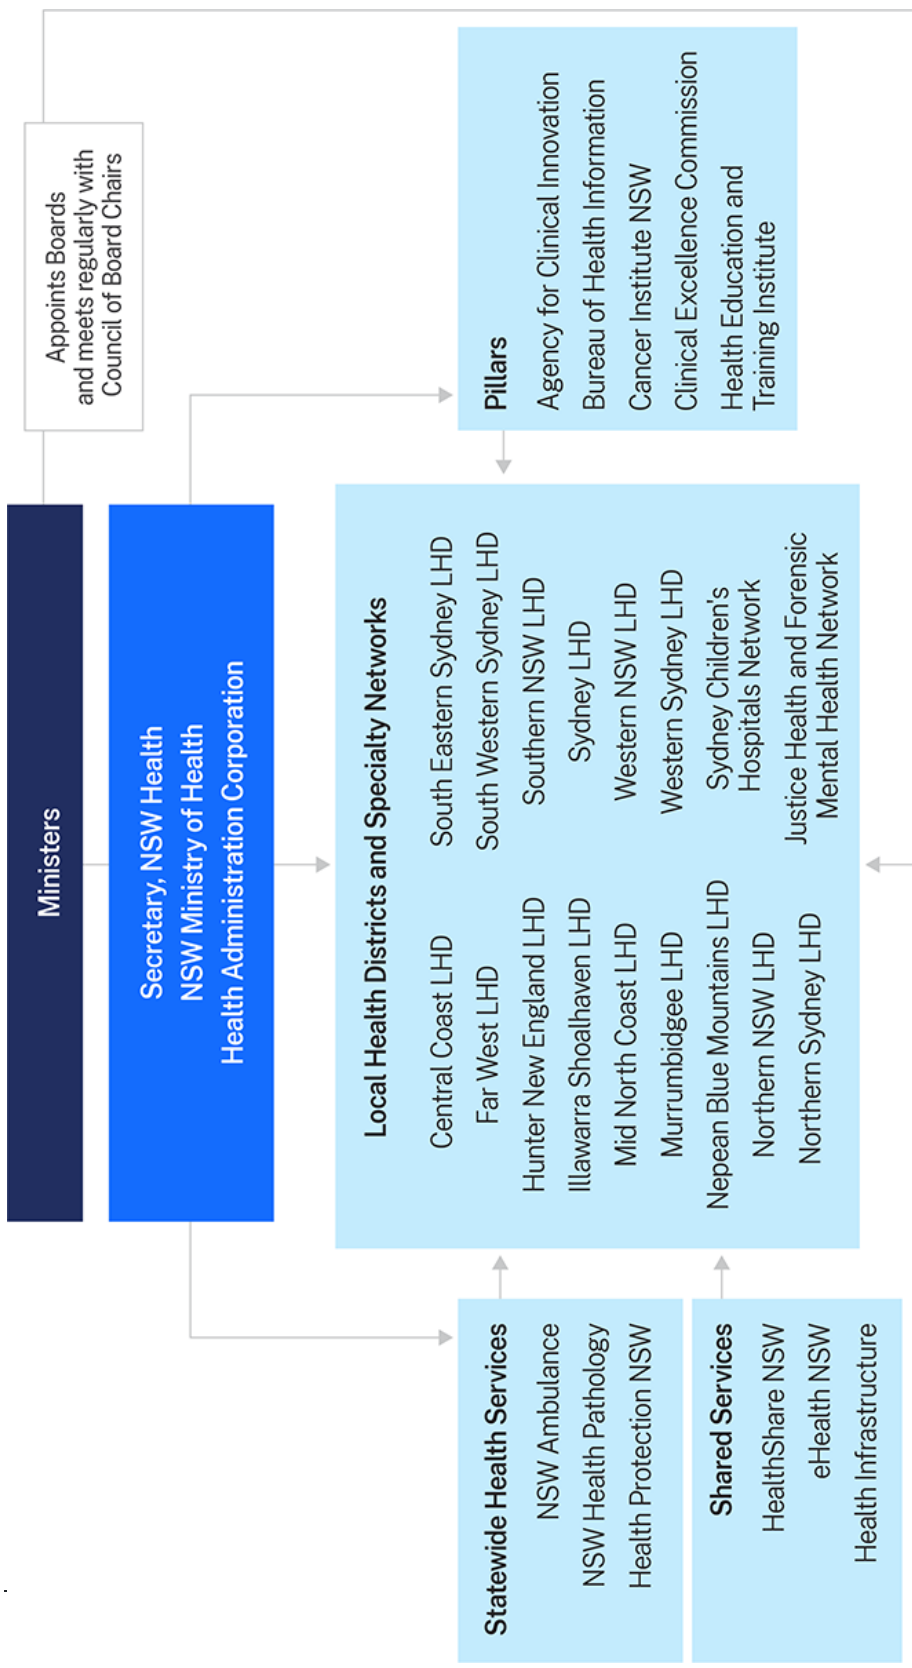 Ministers
Appoints Boards
and meets regularly with
Council of Board Chairs
Secretary, NSW Health
NSW Ministry of Health
Health Administration Corporation
Statewide Health Services
NSW Ambulance
NSW Health Pathology
Health Protection NSW
Shared Services
HealthShare NSW
eHealth NSW
Health Infrastructure
Local Health Districts and Specialty Networks
Central Coast LHD
Far West LHD
Hunter New England LHD
Illawarra Shoalhaven LHD
Mid North Coast LHD
Murrumbidgee LHD
Nepean Blue Mountains LHD
Northern NSW LHD
Northern Sydney LHD
South Eastern Sydney LHD
South Western Sydney LHD
Southern NSW LHD
Sydney LHD
Western NSW LHD
Western Sydney LHD
Sydney Children's
Hospitals Network
Justice Health and Forensic
Mental Health Network
Pillars
Agency for Clinical Innovation
Bureau of Health Information
Cancer Institute NSW
Clinical Excellence Commission
Health Education and
Training Institute